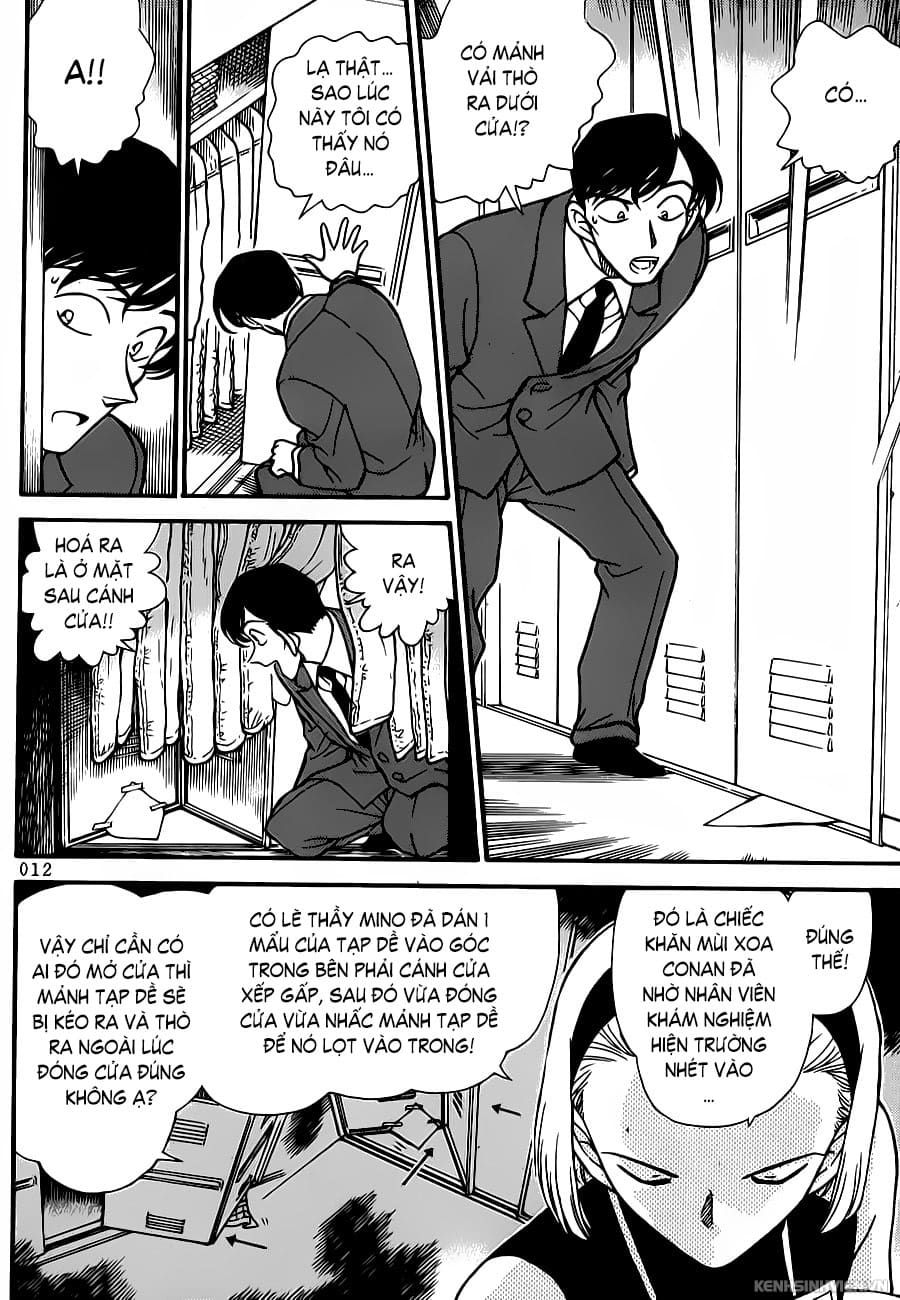 CÓ...
CÓ MẢNH
VẢI THÒ
RA DƯỚI
CỬA!?
LẠ THẬT...
SAO LÚC
NÀY TÔI CÓ
THẤY NÓ
ĐÂU...
A!!
RA
VẬY!
HOÁ RA
LÀ Ở MẶT
SAU CÁNH
CỬA!!
012
ĐÚNG
THẾ!
ĐÓ LÀ CHIẾC
KHĂN MÙI XOA
CONAN ĐÃ
NHỜ NHÂN VIÊN
KHÁM NGHIỆM
HIỆN TRƯỜNG
NHÉT VÀO
...
CÓ LẼ THẦY MINO ĐÃ DÁN 1
MẨU CỦA TẠP DỀ VÀO GÓC
TRONG BÊN PHẢI CÁNH CỬA
XẾP GẤP, SAU ĐÓ VỪA ĐÓNG
CỬA VỪA NHẤC MẢNH TẠP DỀ
ĐỂ NÓ LỌT VÀO TRONG!
VẬY CHỈ CẦN CÓ
AI ĐÓ MỞ CỬA THÌ
MẢNH TẠP DỀ SẼ
BỊ KÉO RA VÀ THÒ
RA NGOÀI LÚC
ĐÓNG CỬA ĐÚNG
KHÔNG Ạ?
KENHSINHVIEN.VN